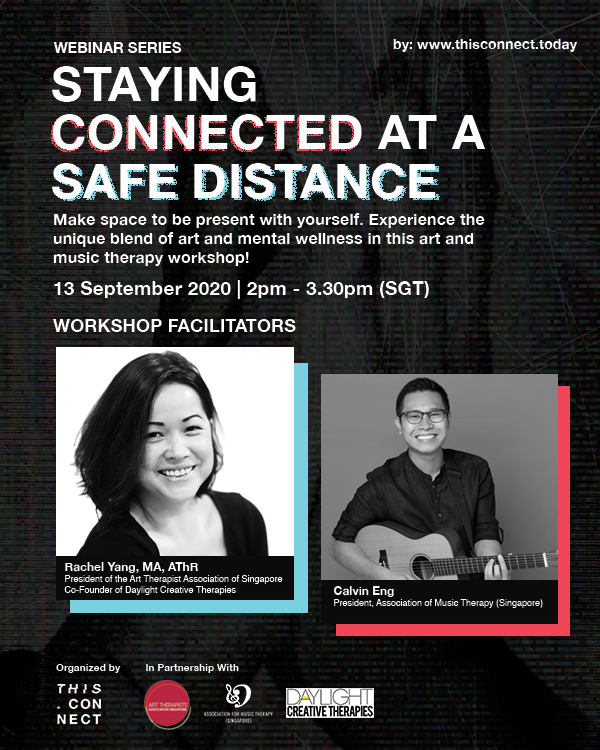 WEBINAR SERIES
by: www.thisconnect.today
STAYING
CONNECTED AT A
SAFE DISTANCE
Make space to be present with yourself. Experience the
unique blend of art and mental wellness in this art and
music therapy workshop!
13 September 2020 | 2pm - 3.30pm (SGT)
WORKSHOP FACILITATORS
Rachel Yang, MA, AThR
President of the Art Therapist Association of Singapore
Co-Founder of Daylight Creative Therapies
Calvin Eng
President, Association of Music Therapy (Singapore)
Organized by
In Partnership With
THIS
. CON
NECT
ART THERAPISTS'
ASSOCIATION SINGAPORE
ASSOCIATION FOR MUSIC THERAPY
(SINGAPORE)
DAYLIGHT
CREATIVE THERAPIES